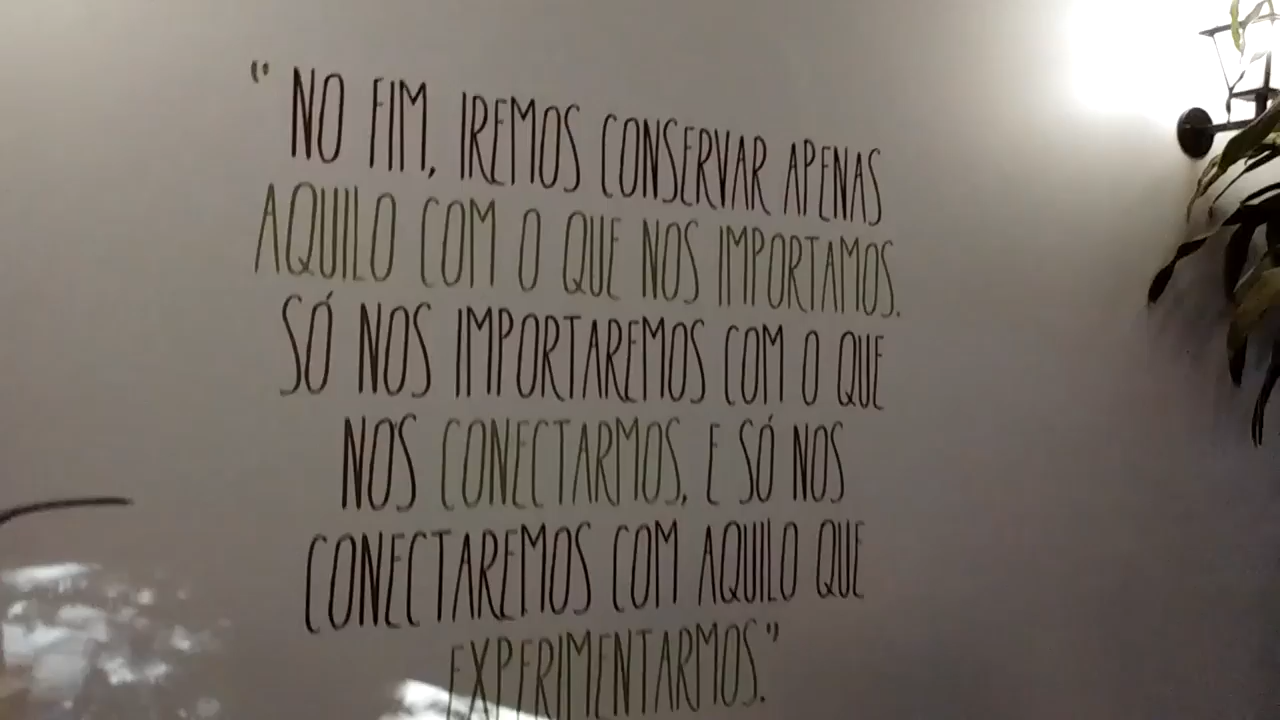 “NO FIM, IREMOS CONSERVAR APENAS
AQUILO COM O QUE NOS IMPORTAMOS.
SÓ NOS IMPORTAREMOS COM O QUE
NOS CONECTARMOS, E SÓ NOS
CONECTAREMOS COM AQUILO QUE
EXPERIMENTARMOS.”